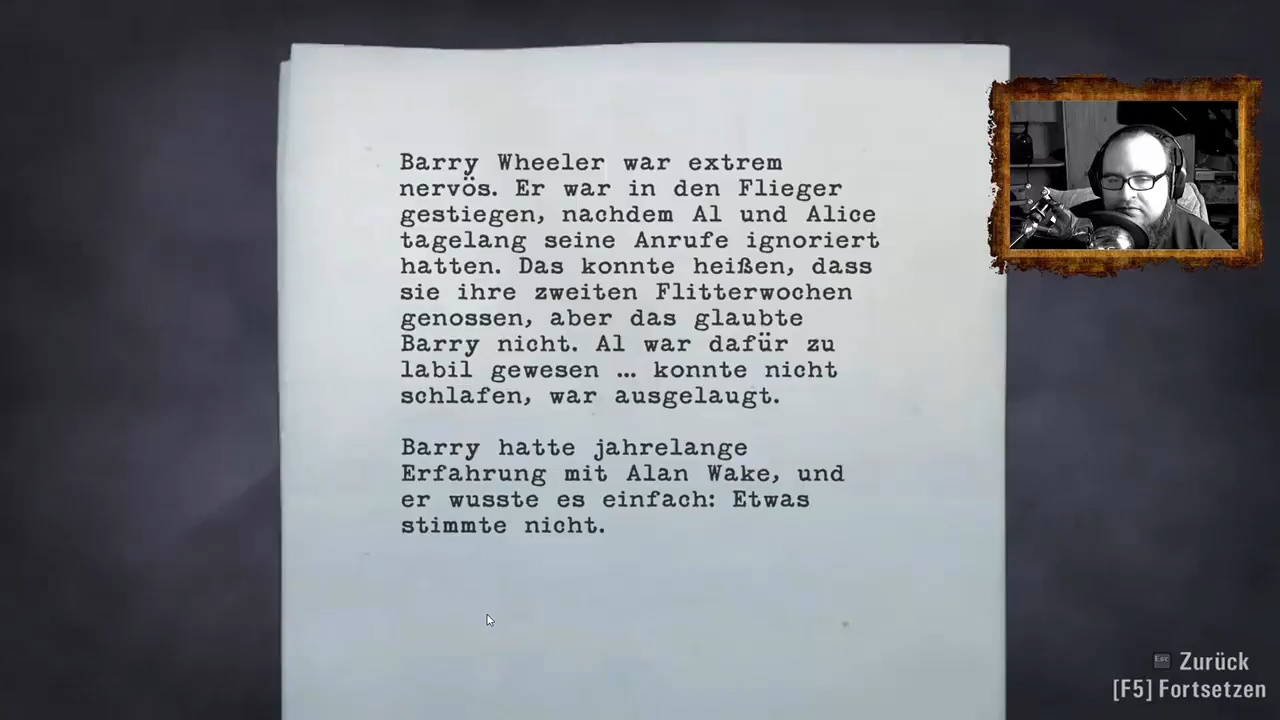 Barry Wheeler war extrem
nervös. Er war in den Flieger
gestiegen, nachdem Al und Alice
tagelang seine Anrufe ignoriert
hatten. Das konnte heißen, dass
sie ihre zweiten Flitterwochen
genossen, aber das glaubte
Barry nicht. Al war dafür zu
labil gewesen … konnte nicht
schlafen, war ausgelaugt.
Barry hatte jahrelange
Erfahrung mit Alan Wake, und
er wusste es einfach: Etwas
stimmte nicht.
Esc Zurück
[F5] Fortsetzen